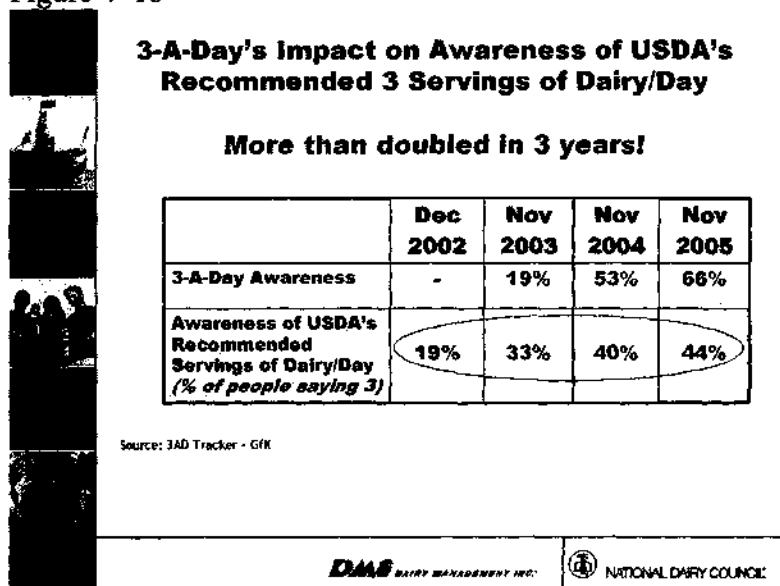 3-A-Day's Impact on Awareness of USDA's
Recommended 3 Servings of Dairy/Day
More than doubled in 3 years!
Dec Nov Nov Nov
2002 2003 2004 2005
3-A-Day Awareness - 19% 53% 66%
Awareness of USDA's
Recommended
Servings of Dairy/Day
(% of people saying 3)
19% 33% 40% 44%
Source: 3AD Tracker - GfK
DAIRY MANAGEMENT INC.
NATIONAL DAIRY COUNCIL